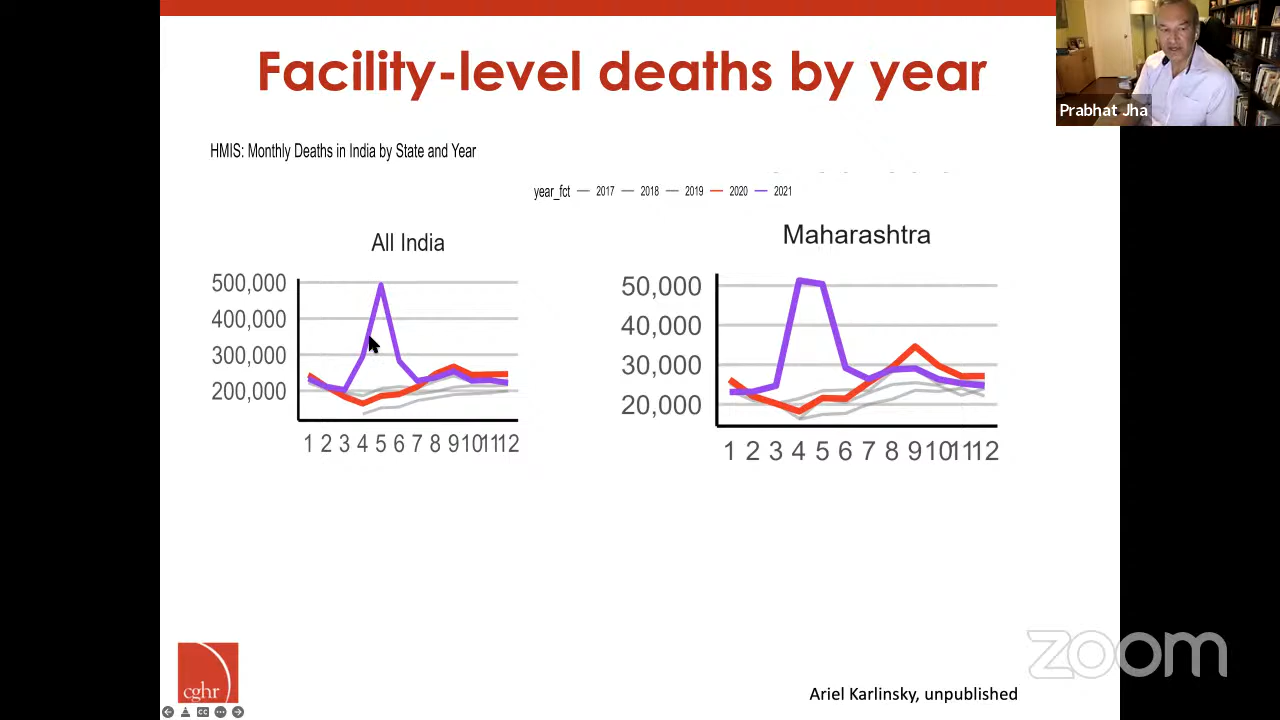 Facility-level deaths by year
Prabhat Jha
HMIS: Monthly Deaths in India by State and Year
year_fct 2017 2018 2019 2020 2021
All India
500,000
400,000
300,000
200,000
1 2 3 4 5 6 7 8 9 10 11 12
Maharashtra
50,000
40,000
30,000
20,000
1 2 3 4 5 6 7 8 9 10 11 12
cghr
CC
zoom
Ariel Karlinsky, unpublished